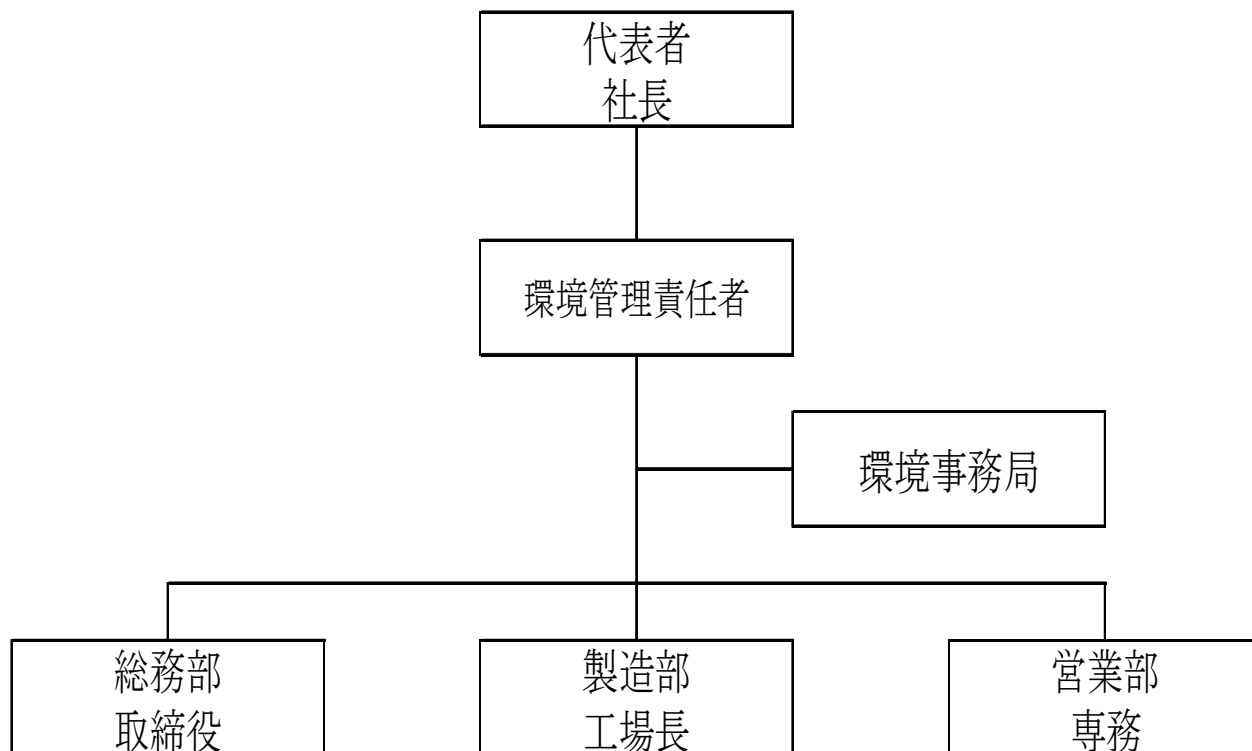 代表者
社長
環境管理責任者
環境事務局
総務部
取締役
製造部
工場長
営業部
専務